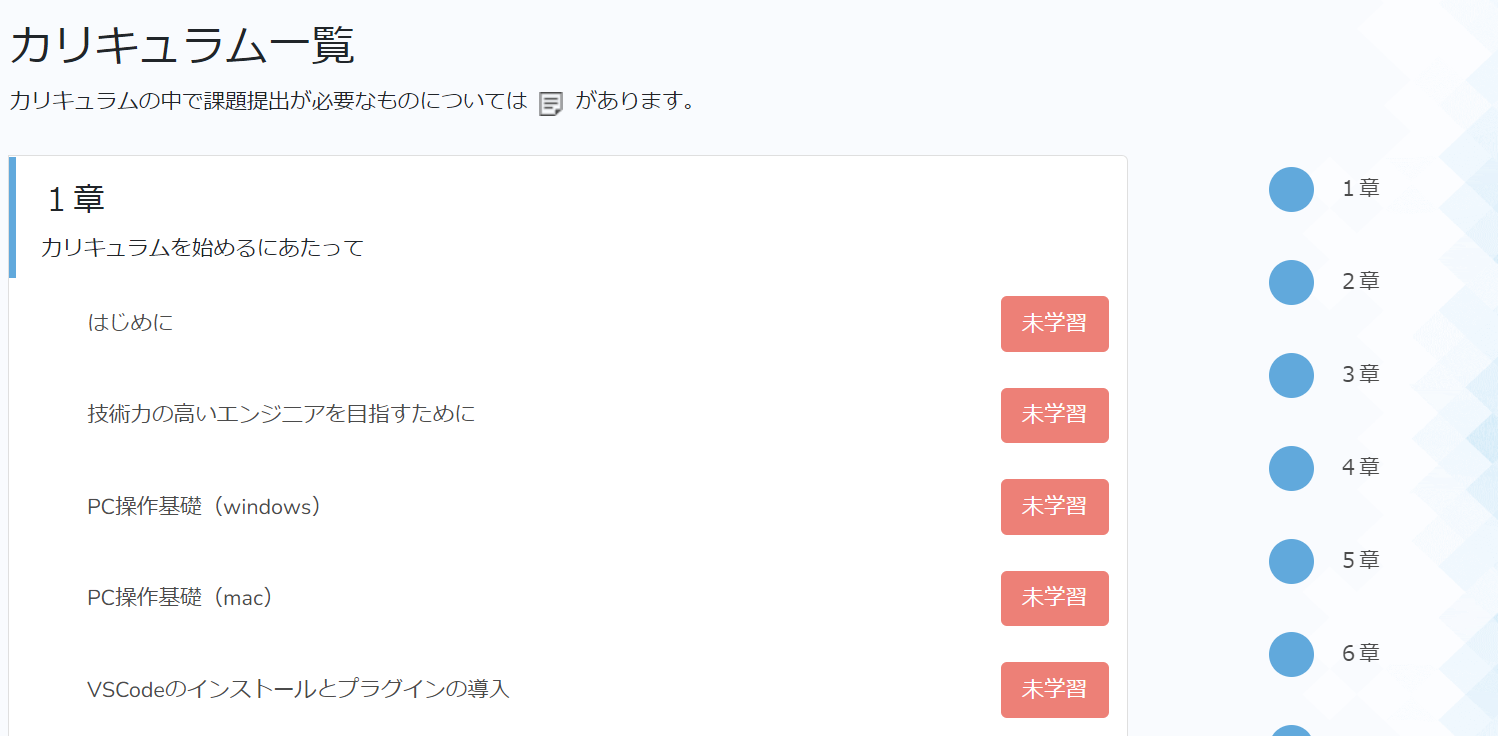 カリキュラム一覧
カリキュラムの中で課題提出が必要なものについては があります。
１章
カリキュラムを始めるにあたって
はじめに 未学習
技術力の高いエンジニアを目指すために 未学習
PC操作基礎（windows） 未学習
PC操作基礎（mac） 未学習
VSCodeのインストールとプラグインの導入 未学習
１章
２章
３章
４章
５章
６章